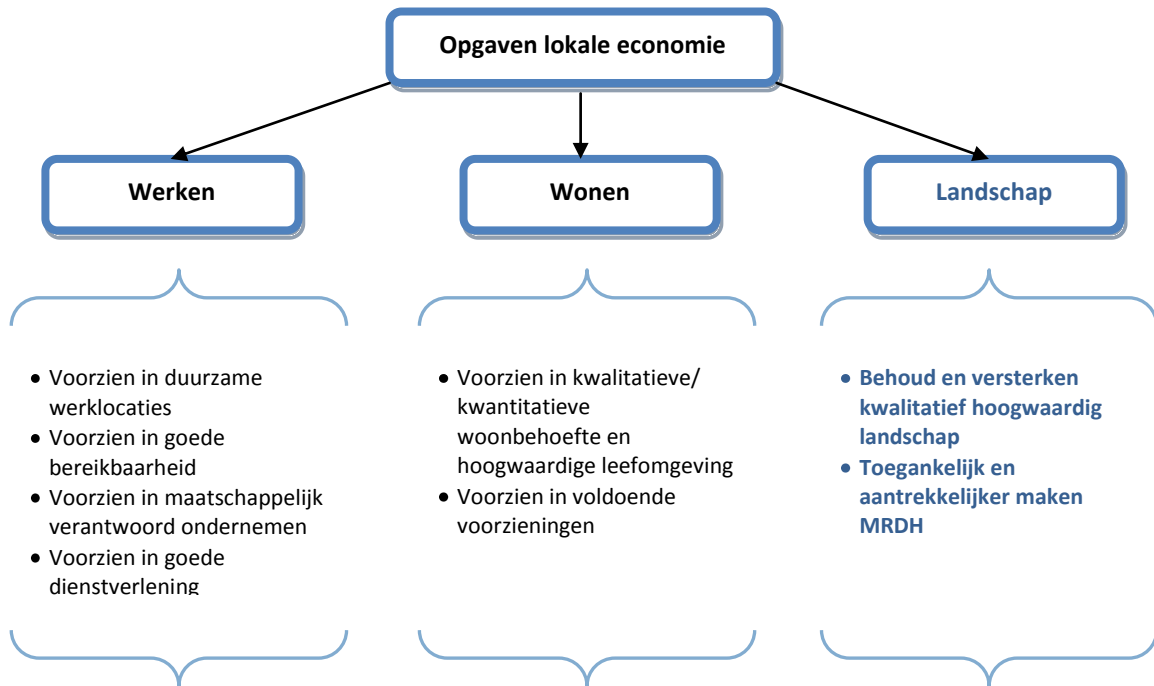 Opgaven lokale economie
Werken
Wonen
Landschap
• Voorzien in duurzame
werklocaties
• Voorzien in goede
bereikbaarheid
• Voorzien in maatschappelijk
verantwoord ondernemen
• Voorzien in goede
dienstverlening
• Voorzien in kwalitatieve/
kwantitatieve
woonbehoefte en
hoogwaardige leefomgeving
• Voorzien in voldoende
voorzieningen
• Behoud en versterken
kwalitatief hoogwaardig
landschap
• Toegankelijk en
aantrekkelijker maken
MRDH